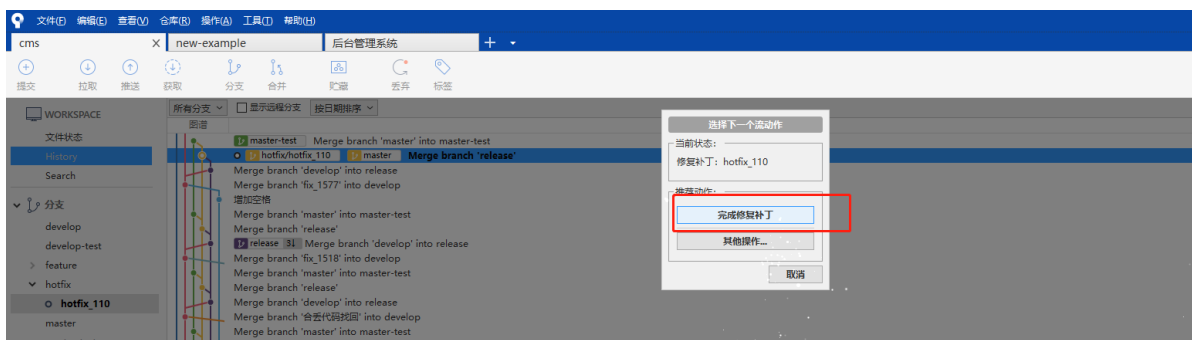 文件(F) 编辑(E) 查看(V) 仓库(R) 操作(A) 工具(T) 帮助(H)
cms X new-example 后台管理系统 +
提交 拉取 推送 获取 分支 合并 贮藏 丢弃 标签
WORKSPACE
文件状态
History
Search
分支
develop
develop-test
feature
hotfix
hotfix_110
master
所有分支 显示远程分支 按日期排序
图谱
master-test Merge branch 'master' into master-test
hotfix/hotfix_110 master Merge branch 'release'
Merge branch 'develop' into release
Merge branch 'fix_1577' into develop
增加空格
Merge branch 'master' into master-test
Merge branch 'release'
release 3↓ Merge branch 'develop' into release
Merge branch 'fix_1518' into develop
Merge branch 'master' into master-test
Merge branch 'release'
Merge branch 'develop' into release
Merge branch '合丢代码找回' into develop
Merge branch 'master' into master-test
选择下一个流动作
当前状态:
修复补丁: hotfix_110
推荐动作:
完成修复补丁
其他操作...
取消